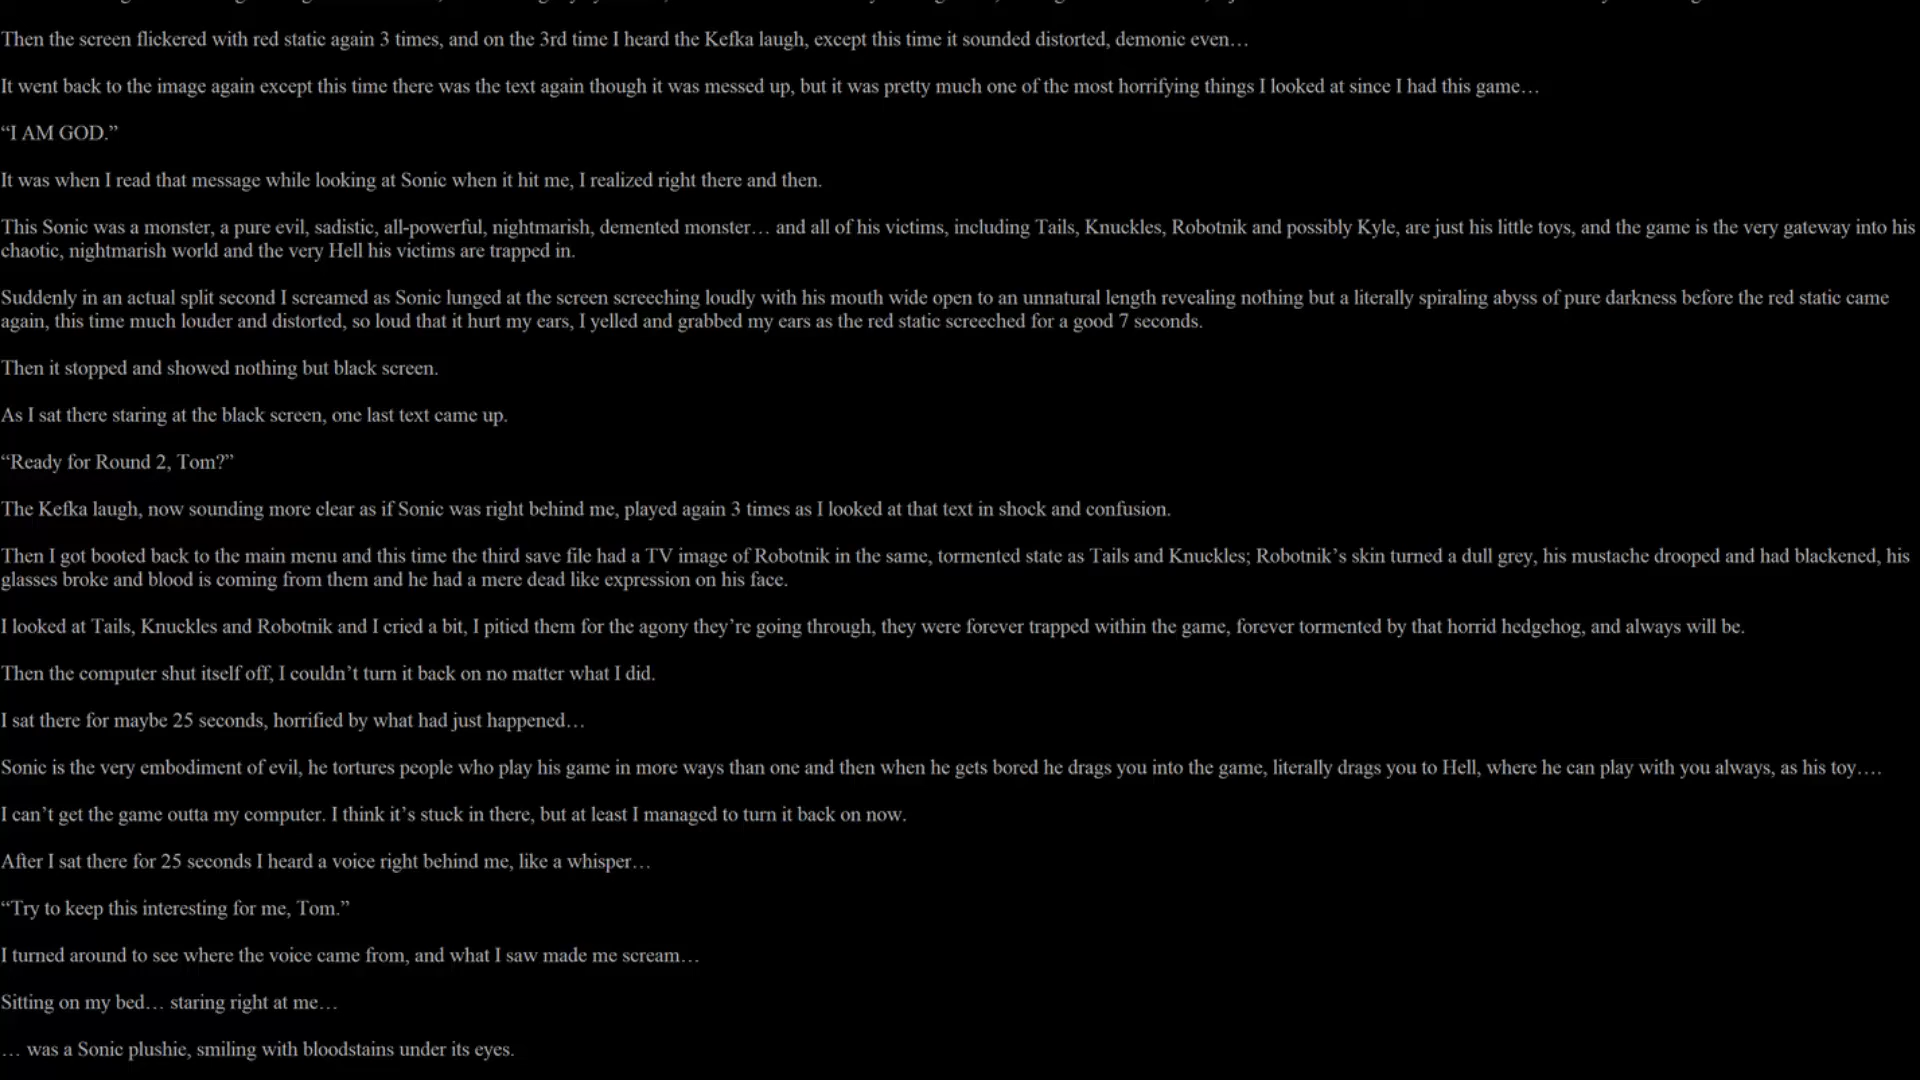 Then the screen flickered with red static again 3 times, and on the 3rd time I heard the Kefka laugh, except this time it sounded distorted, demonic even…
It went back to the image again except this time there was the text again though it was messed up, but it was pretty much one of the most horrifying things I looked at since I had this game…
“I AM GOD.”
It was when I read that message while looking at Sonic when it hit me, I realized right there and then.
This Sonic was a monster, a pure evil, sadistic, all-powerful, nightmarish, demented monster… and all of his victims, including Tails, Knuckles, Robotnik and possibly Kyle, are just his little toys, and the game is the very gateway into his
chaotic, nightmarish world and the very Hell his victims are trapped in.
Suddenly in an actual split second I screamed as Sonic lunged at the screen screeching loudly with his mouth wide open to an unnatural length revealing nothing but a literally spiraling abyss of pure darkness before the red static came
again, this time much louder and distorted, so loud that it hurt my ears, I yelled and grabbed my ears as the red static screeched for a good 7 seconds.
Then it stopped and showed nothing but black screen.
As I sat there staring at the black screen, one last text came up.
“Ready for Round 2, Tom?”
The Kefka laugh, now sounding more clear as if Sonic was right behind me, played again 3 times as I looked at that text in shock and confusion.
Then I got booted back to the main menu and this time the third save file had a TV image of Robotnik in the same, tormented state as Tails and Knuckles; Robotnik’s skin turned a dull grey, his mustache drooped and had blackened, his
glasses broke and blood is coming from them and he had a mere dead like expression on his face.
I looked at Tails, Knuckles and Robotnik and I cried a bit, I pitied them for the agony they’re going through, they were forever trapped within the game, forever tormented by that horrid hedgehog, and always will be.
Then the computer shut itself off, I couldn’t turn it back on no matter what I did.
I sat there for maybe 25 seconds, horrified by what had just happened…
Sonic is the very embodiment of evil, he tortures people who play his game in more ways than one and then when he gets bored he drags you into the game, literally drags you to Hell, where he can play with you always, as his toy….
I can’t get the game outta my computer. I think it’s stuck in there, but at least I managed to turn it back on now.
After I sat there for 25 seconds I heard a voice right behind me, like a whisper…
“Try to keep this interesting for me, Tom.”
I turned around to see where the voice came from, and what I saw made me scream…
Sitting on my bed… staring right at me…
… was a Sonic plushie, smiling with bloodstains under its eyes.